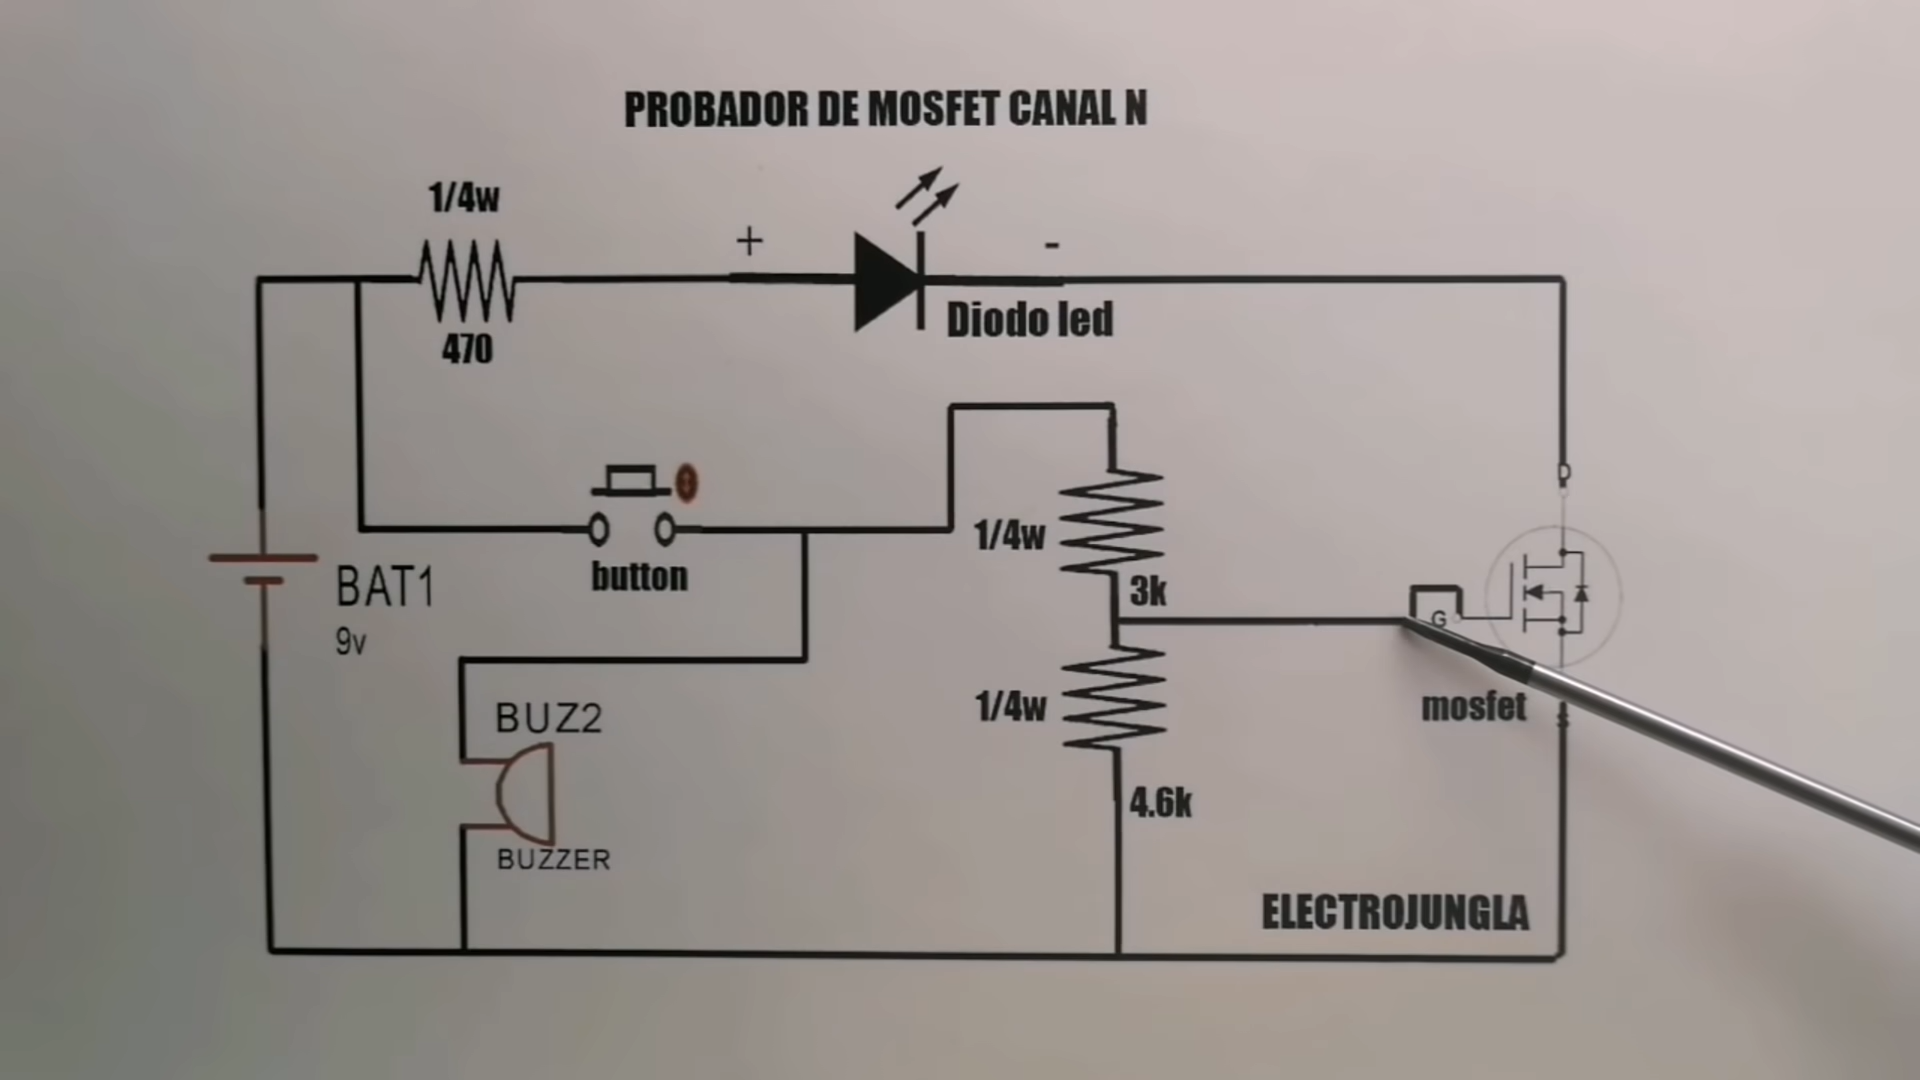 PROBADOR DE MOSFET CANAL N
1/4w
+
-
470
Diodo led
D
button
1/4w
3k
BAT1
9v
G
BUZ2
1/4w
mosfet
S
4.6k
BUZZER
ELECTROJUNGLA